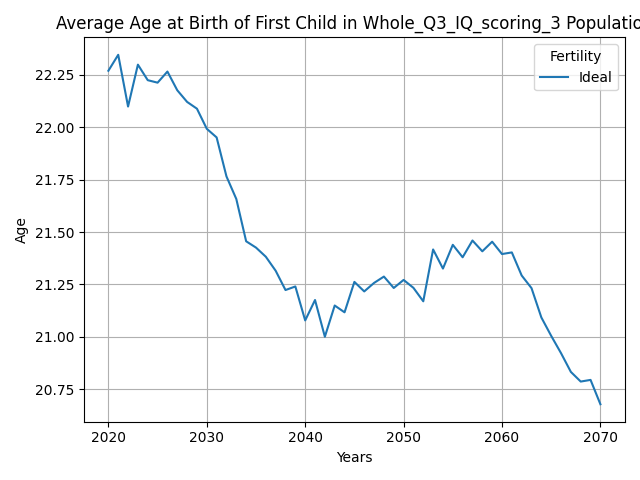 Average Age at Birth of First Child in Whole_Q3_IQ_scoring_3 Populatio
Fertility
Ideal
22.25
22.00
21.75
21.50
21.25
21.00
20.75
Age
2020 2030 2040 2050 2060 2070
Years